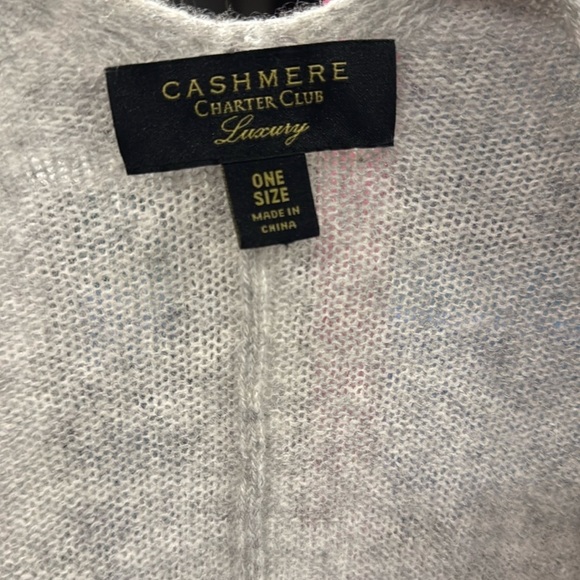 CASHMERE
CHARTER CLUB
Luxury
ONE
SIZE
MADE IN
CHINA